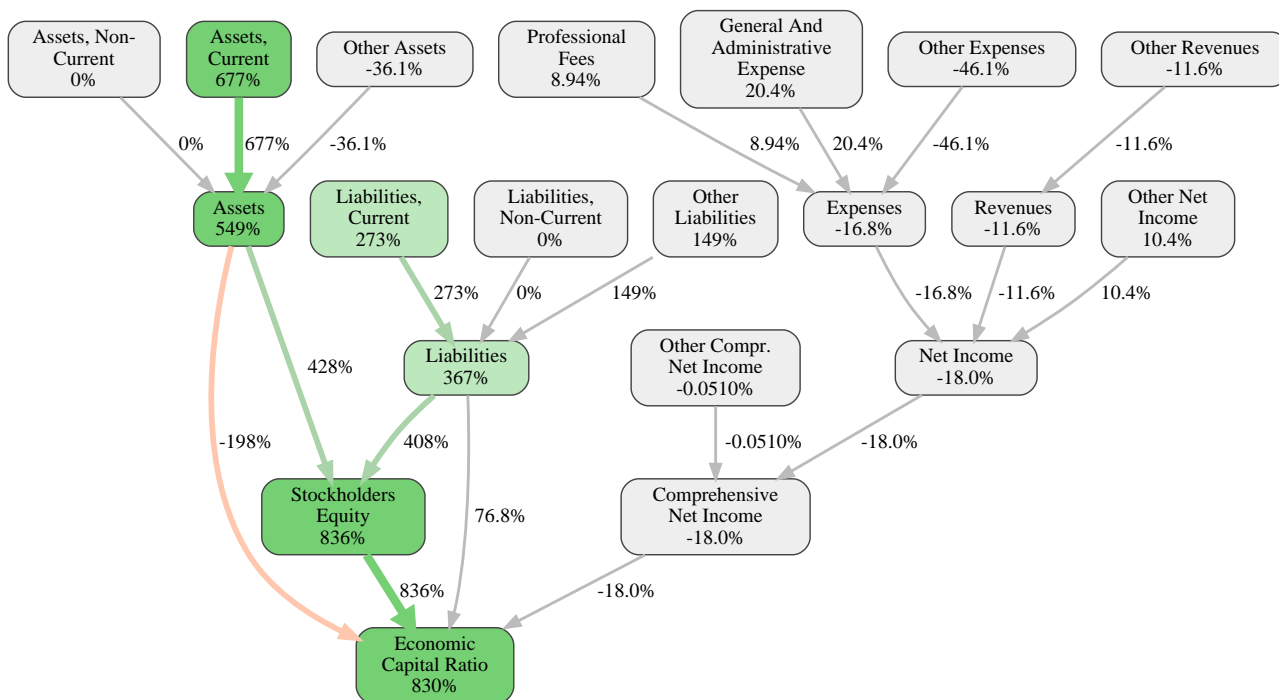 Assets, Non-
Current
0%
Assets,
Current
677%
Other Assets
-36.1%
Professional
Fees
8.94%
General And
Administrative
Expense
20.4%
Other Expenses
-46.1%
Other Revenues
-11.6%
0%
677%
-36.1%
8.94%
20.4%
-46.1%
-11.6%
Assets
549%
Liabilities,
Current
273%
Liabilities,
Non-Current
0%
Other
Liabilities
149%
Expenses
-16.8%
Revenues
-11.6%
Other Net
Income
10.4%
273%
0%
149%
-16.8%
-11.6%
10.4%
Liabilities
367%
Other Compr.
Net Income
-0.0510%
Net Income
-18.0%
428%
-198%
408%
-0.0510%
-18.0%
Stockholders
Equity
836%
76.8%
Comprehensive
Net Income
-18.0%
836%
-18.0%
Economic
Capital Ratio
830%